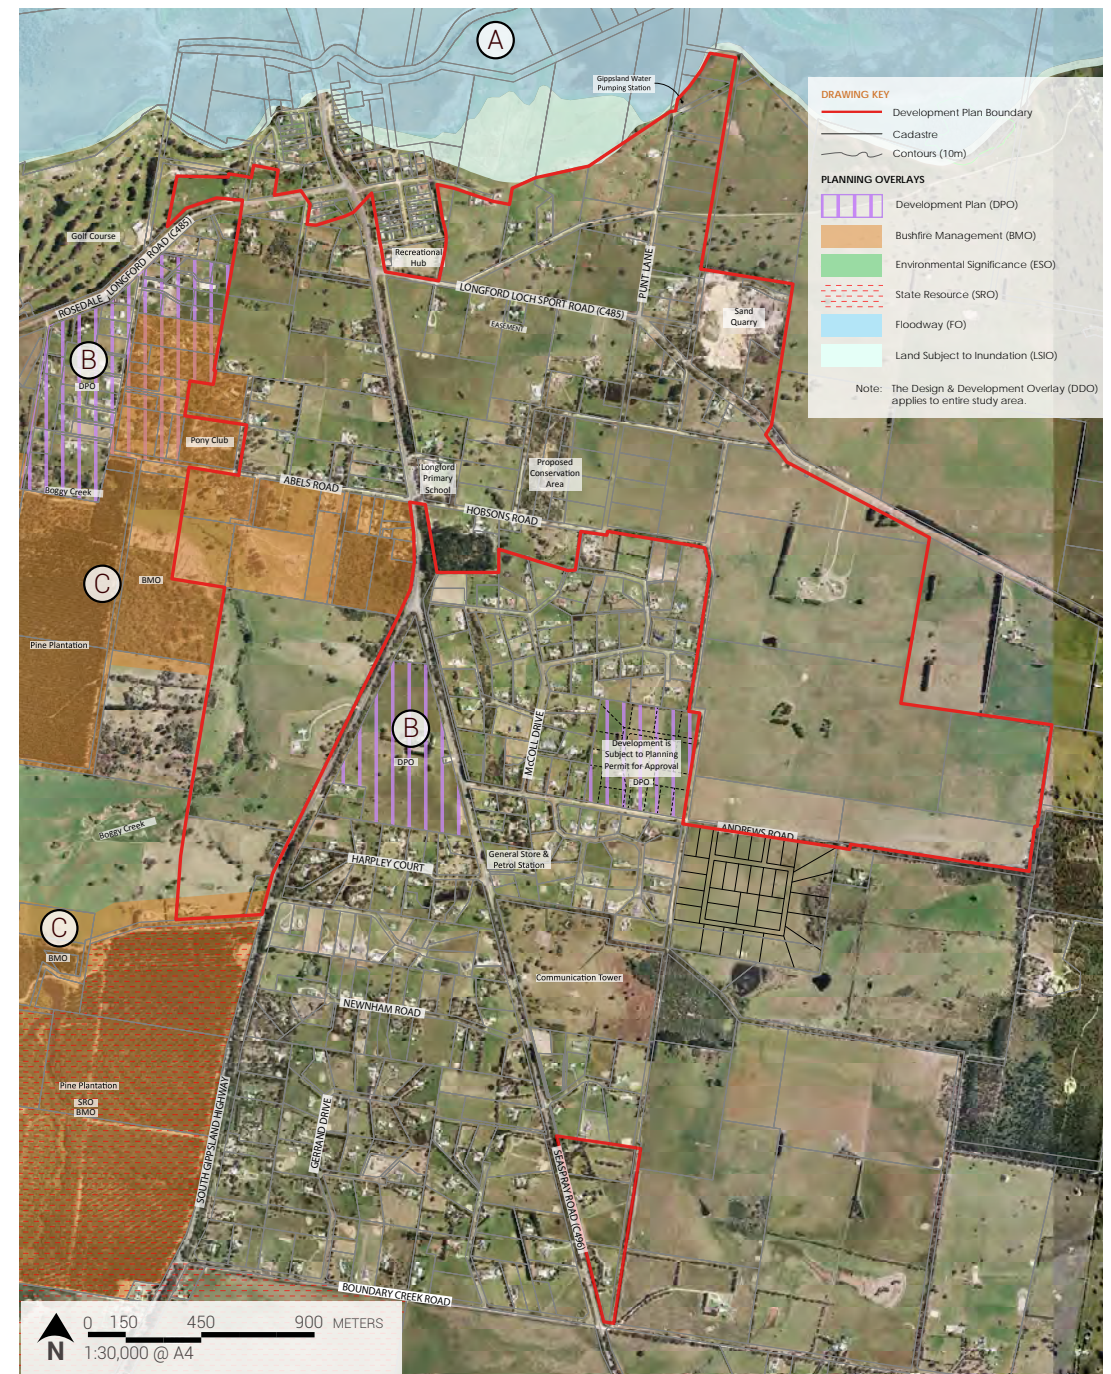 A
Gippsland Water
Pumping Station
DRAWING KEY
Development Plan Boundary
Cadastre
Contours (10m)
PLANNING OVERLAYS
Development Plan (DPO)
Bushfire Management (BMO)
Environmental Significance (ESO)
State Resource (SRO)
Floodway (FO)
Land Subject to Inundation (LSIO)
Note: The Design & Development Overlay (DDO)
applies to entire study area.
Golf Course
ROSEDALE LONGFORD ROAD (C485)
Recreational
Hub
PUNT LANE
LONGFORD LOCH SPORT ROAD (C485)
EASEMENT
Sand
Quarry
B
DPO
Pony Club
Boggy Creek
ABELS ROAD
Longford
Primary
School
Proposed
Conservation
Area
HOBSONS ROAD
C
BMO
Pine Plantation
B
DPO
McCOLL DRIVE
Development is
Subject to Planning
Permit for Approval
DPO
Boggy Creek
ANDREWS ROAD
HARPLEY COURT
General Store &
Petrol Station
C
BMO
Communication Tower
NEWNHAM ROAD
Pine Plantation
SRO
BMO
SOUTH GIPPSLAND HIGHWAY
GERRAND DRIVE
SEASPRAY ROAD (C496)
BOUNDARY CREEK ROAD
N
0 150 450 900 METERS
1:30,000 @ A4